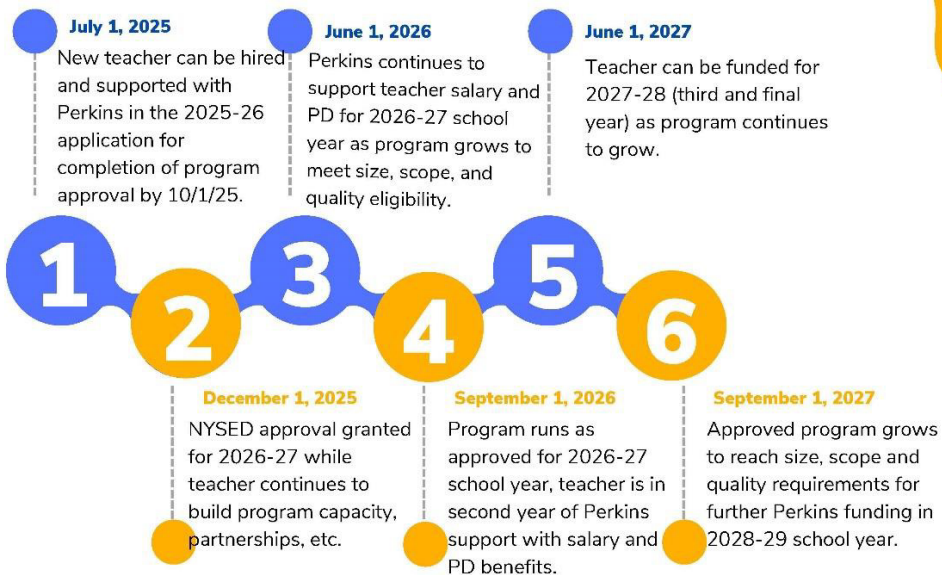 July 1, 2025
New teacher can be hired
and supported with
Perkins in the 2025-26
application for
completion of program
approval by 10/1/25.
June 1, 2026
Perkins continues to
support teacher salary and
PD for 2026-27 school
year as program grows to
meet size, scope, and
quality eligibility.
June 1, 2027
Teacher can be funded for
2027-28 (third and final
year) as program continues
to grow.
1
2
3
4
5
6
December 1, 2025
NYSED approval granted
for 2026-27 while
teacher continues to
build program capacity,
partnerships, etc.
September 1, 2026
Program runs as
approved for 2026-27
school year, teacher is in
second year of Perkins
support with salary and
PD benefits.
September 1, 2027
Approved program grows
to reach size, scope and
quality requirements for
further Perkins funding in
2028-29 school year.